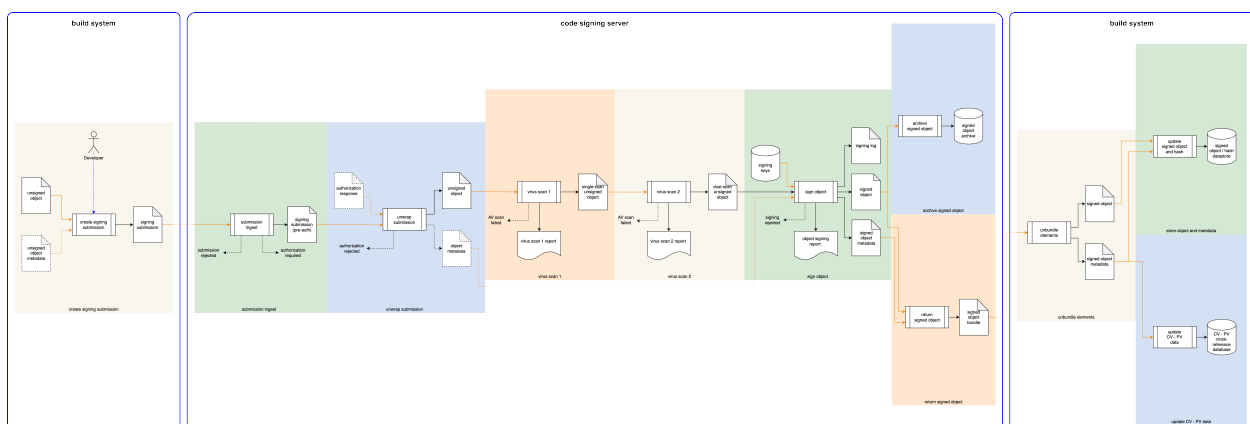 build system
code signing server
build system
Developer
unsigned
object
unsigned
object
metadata
create signing
submission
signing
submission
create signing submission
submission
ingest
signing
submission
(pre-auth)
submission
rejected
authorization
required
submission ingest
authorization
response
unwrap
submission
unsigned
object
authorization
rejected
object
metadata
unwrap submission
virus scan 1
single-scan
unsigned
object
AV scan
failed
virus scan 1 report
virus scan 1
virus scan 2
dual-scan
unsigned
object
AV scan
failed
virus scan 2 report
virus scan 3
signing
keys
sign object
signing log
signed
object
signing
rejected
object signing
report
signed
object
metadata
sign object
archive
signed object
signed
object
archive
archive signed object
return
signed object
signed
object
bundle
return signed object
unbundle
elements
signed object
signed object
metadata
unbundle elements
update
signed object
and hash
signed
object / hash
datastore
store object and metadata
update
CV - PV
data
CV - PV
cross-
reference
database
update CV - PV data